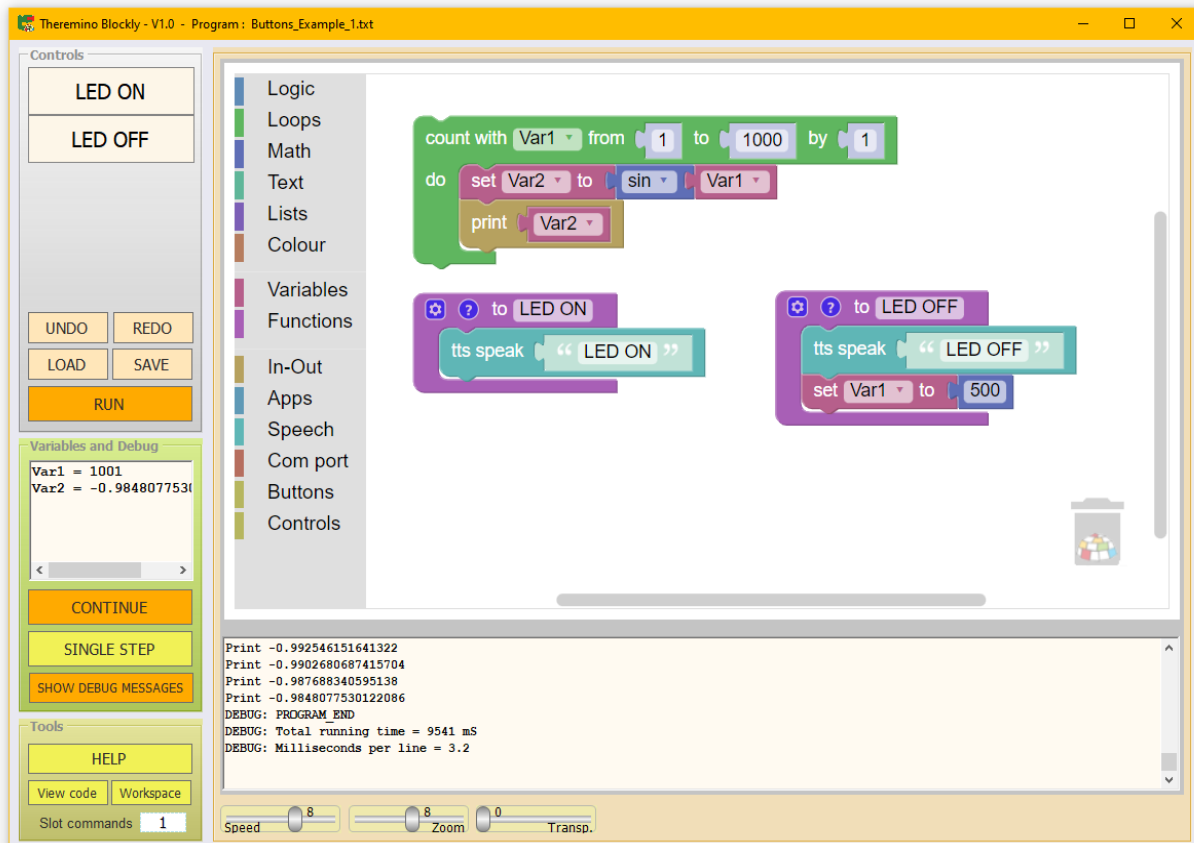 Theremino Blockly - V1.0 - Program : Buttons_Example_1.txt
Controls
LED ON
LED OFF
UNDO REDO
LOAD SAVE
RUN
Variables and Debug
Var1 = 1001
Var2 = -0.9848077530
CONTINUE
SINGLE STEP
SHOW DEBUG MESSAGES
Tools
HELP
View code Workspace
Slot commands 1
Logic
Loops
Math
Text
Lists
Colour
Variables
Functions
In-Out
Apps
Speech
Com port
Buttons
Controls
count with Var1 from 1 to 1000 by 1
do set Var2 to sin Var1
print Var2
? to LED ON
tts speak “ LED ON ”
? to LED OFF
tts speak “ LED OFF ”
set Var1 to 500
Print -0.992546151641322
Print -0.9902680687415704
Print -0.987688340595138
Print -0.9848077530122086
DEBUG: PROGRAM_END
DEBUG: Total running time = 9541 mS
DEBUG: Milliseconds per line = 3.2
Speed 8
8 Zoom
0 Transp.